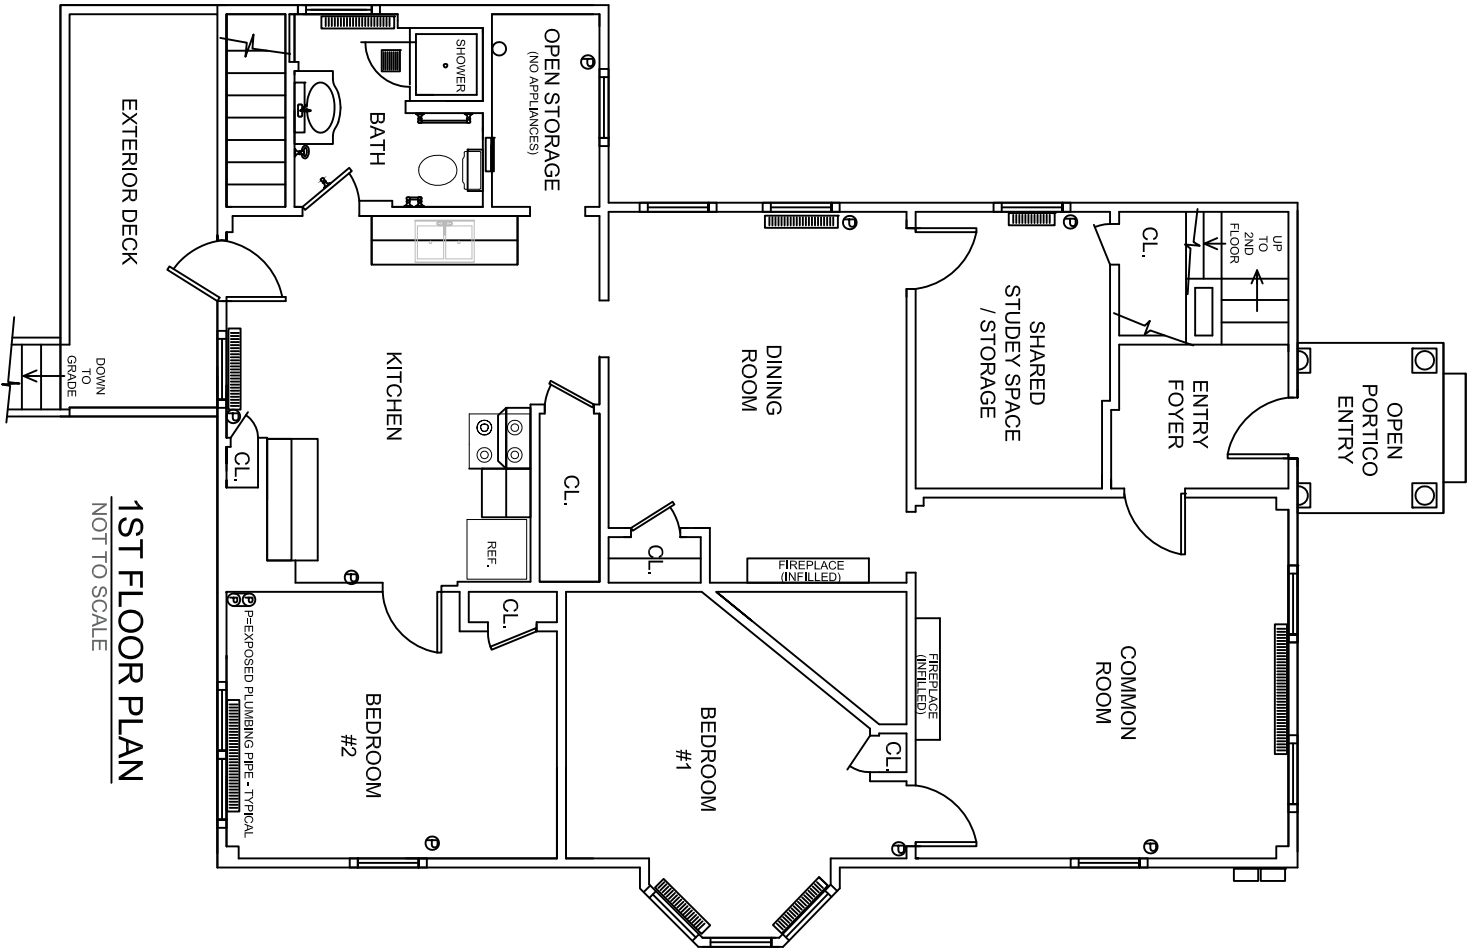 OPEN
PORTICO
ENTRY
UP
TO
2ND
FLOOR
ENTRY
FOYER
CL.
P
SHARED
STUDEY SPACE
/ STORAGE
COMMON
ROOM
P
FIREPLACE
(INFILLED)
CL.
P
P
DINING
ROOM
FIREPLACE
(INFILLED)
CL.
BEDROOM
#1
P
OPEN STORAGE
(NO APPLIANCES)
CL.
CL.
SHOWER
BATH
REF.
KITCHEN
P
BEDROOM
#2
P
CL.
P
P
P
P=EXPOSED PLUMBING PIPE - TYPICAL
EXTERIOR DECK
DOWN
TO
GRADE
1ST FLOOR PLAN
NOT TO SCALE